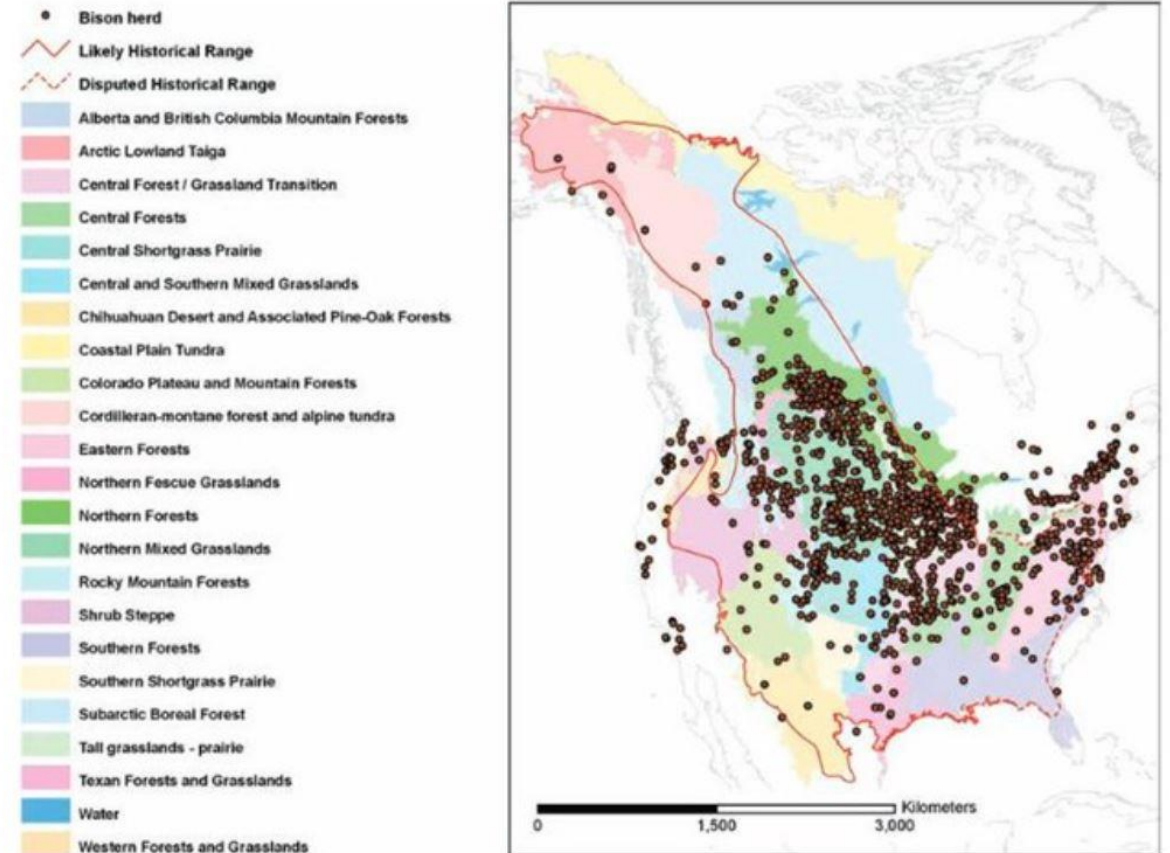 Bison herd
Likely Historical Range
Disputed Historical Range
Alberta and British Columbia Mountain Forests
Arctic Lowland Taiga
Central Forest / Grassland Transition
Central Forests
Central Shortgrass Prairie
Central and Southern Mixed Grasslands
Chihuahuan Desert and Associated Pine-Oak Forests
Coastal Plain Tundra
Colorado Plateau and Mountain Forests
Cordilleran-montane forest and alpine tundra
Eastern Forests
Northern Fescue Grasslands
Northern Forests
Northern Mixed Grasslands
Rocky Mountain Forests
Shrub Steppe
Southern Forests
Southern Shortgrass Prairie
Subarctic Boreal Forest
Tall grasslands - prairie
Texan Forests and Grasslands
Water
Western Forests and Grasslands
Kilometers
0 1,500 3,000